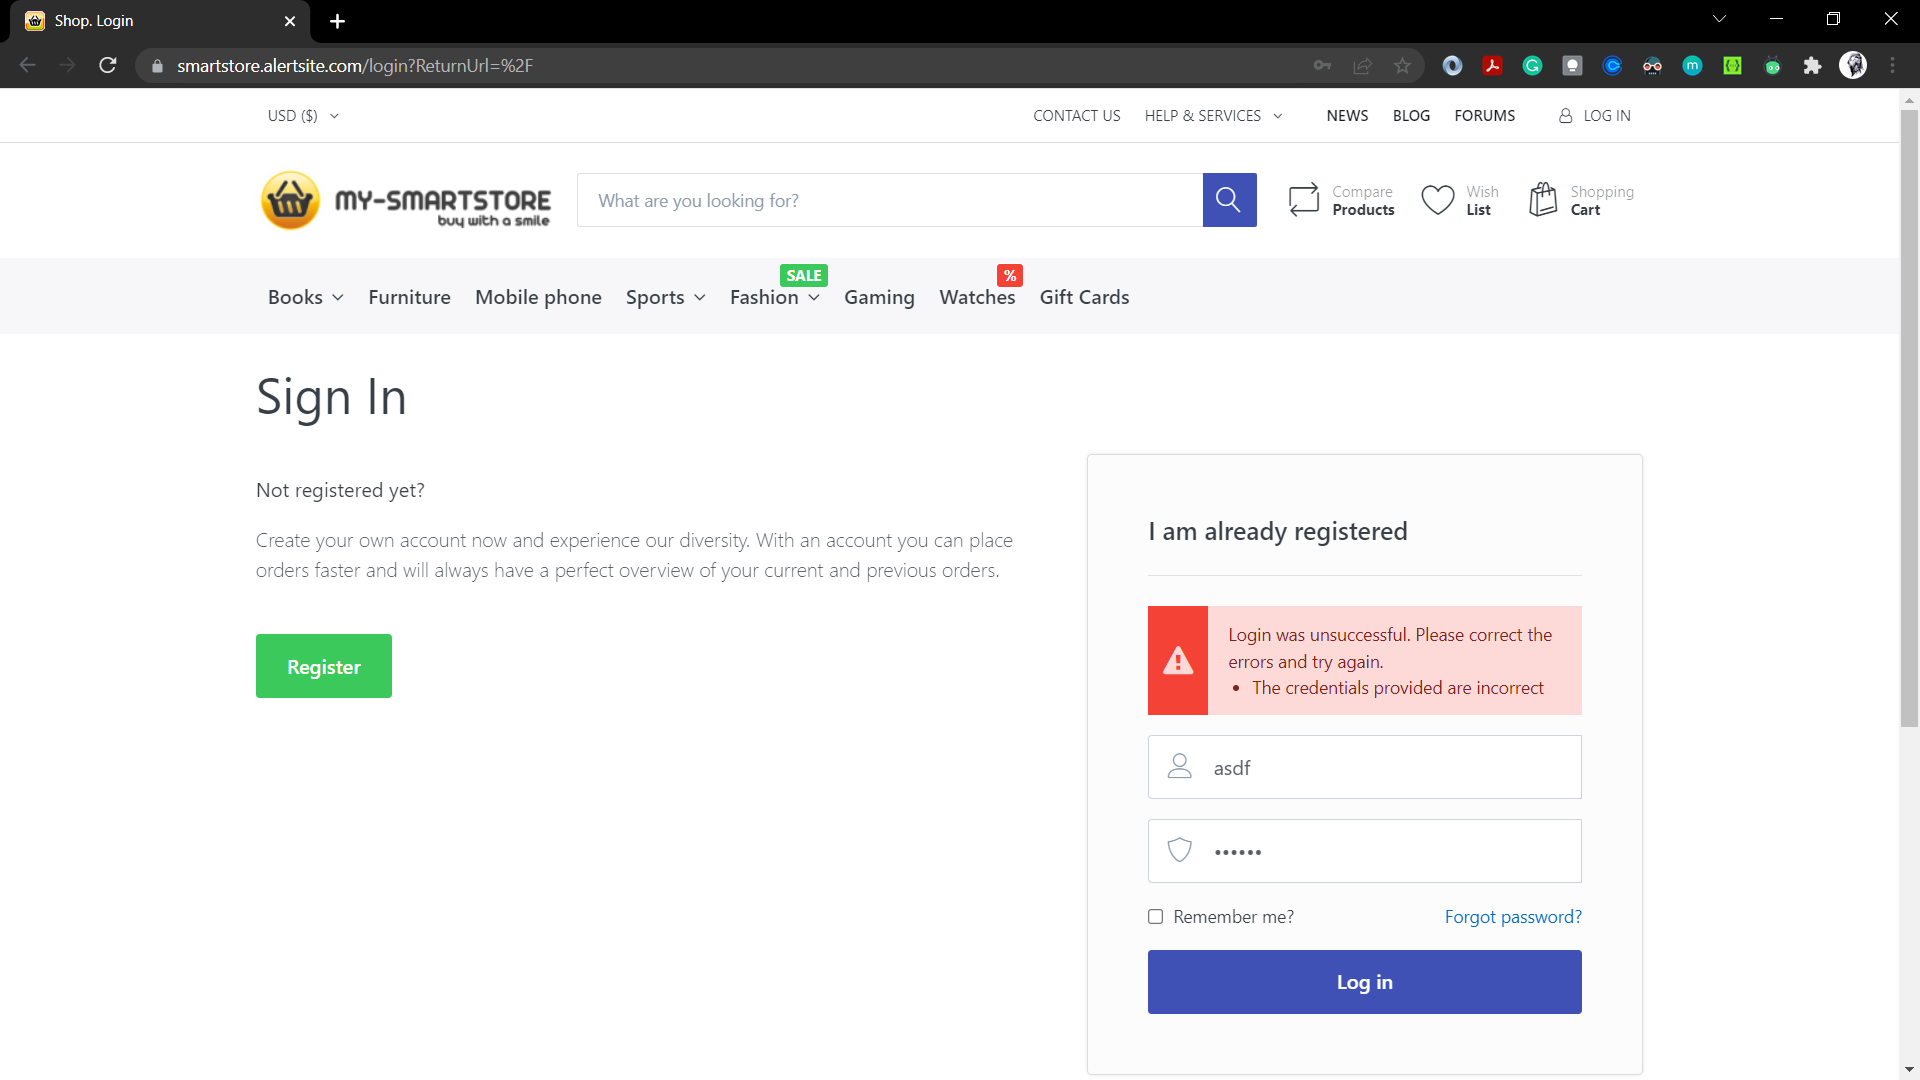 Shop. Login
smartstore.alertsite.com/login?ReturnUrl=%2F
USD ($)
CONTACT US
HELP & SERVICES
NEWS
BLOG
FORUMS
LOG IN
MY-SMARTSTORE
buy with a smile
What are you looking for?
Compare
Products
Wish
List
Shopping
Cart
SALE
%
Books
Furniture
Mobile phone
Sports
Fashion
Gaming
Watches
Gift Cards
Sign In
Not registered yet?
Create your own account now and experience our diversity. With an account you can place
orders faster and will always have a perfect overview of your current and previous orders.
Register
I am already registered
Login was unsuccessful. Please correct the
errors and try again.
• The credentials provided are incorrect
asdf
••••••
Remember me?
Forgot password?
Log in